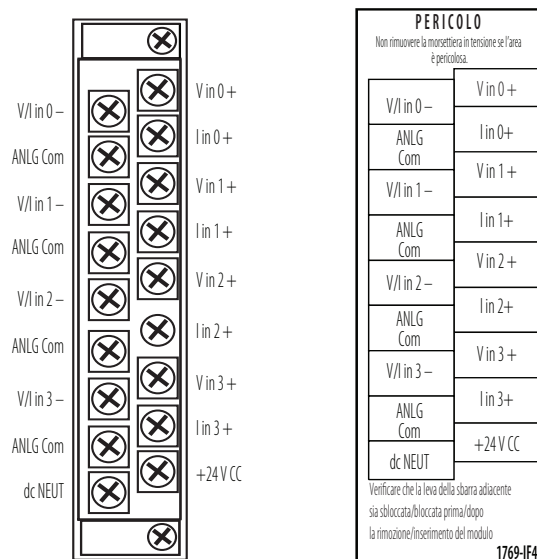 V in 0 +
V/I in 0 –
I in 0 +
ANLG Com
V in 1 +
V/I in 1 –
I in 1 +
ANLG Com
V in 2 +
V/I in 2 –
I in 2 +
ANLG Com
V in 3 +
V/I in 3 –
I in 3 +
ANLG Com
+24 V CC
dc NEUT
PERICOLO
Non rimuovere la morsettiera in tensione se l'area
è pericolosa.
V in 0 +
V/I in 0 –
I in 0+
ANLG
Com
V in 1 +
V/I in 1 –
I in 1+
ANLG
Com
V in 2 +
V/I in 2 –
I in 2+
ANLG
Com
V in 3 +
V/I in 3 –
I in 3+
ANLG
Com
+24 V CC
dc NEUT
Verificare che la leva della sbarra adiacente
sia sbloccata/bloccata prima/dopo
la rimozione/inserimento del modulo
1769-IF4